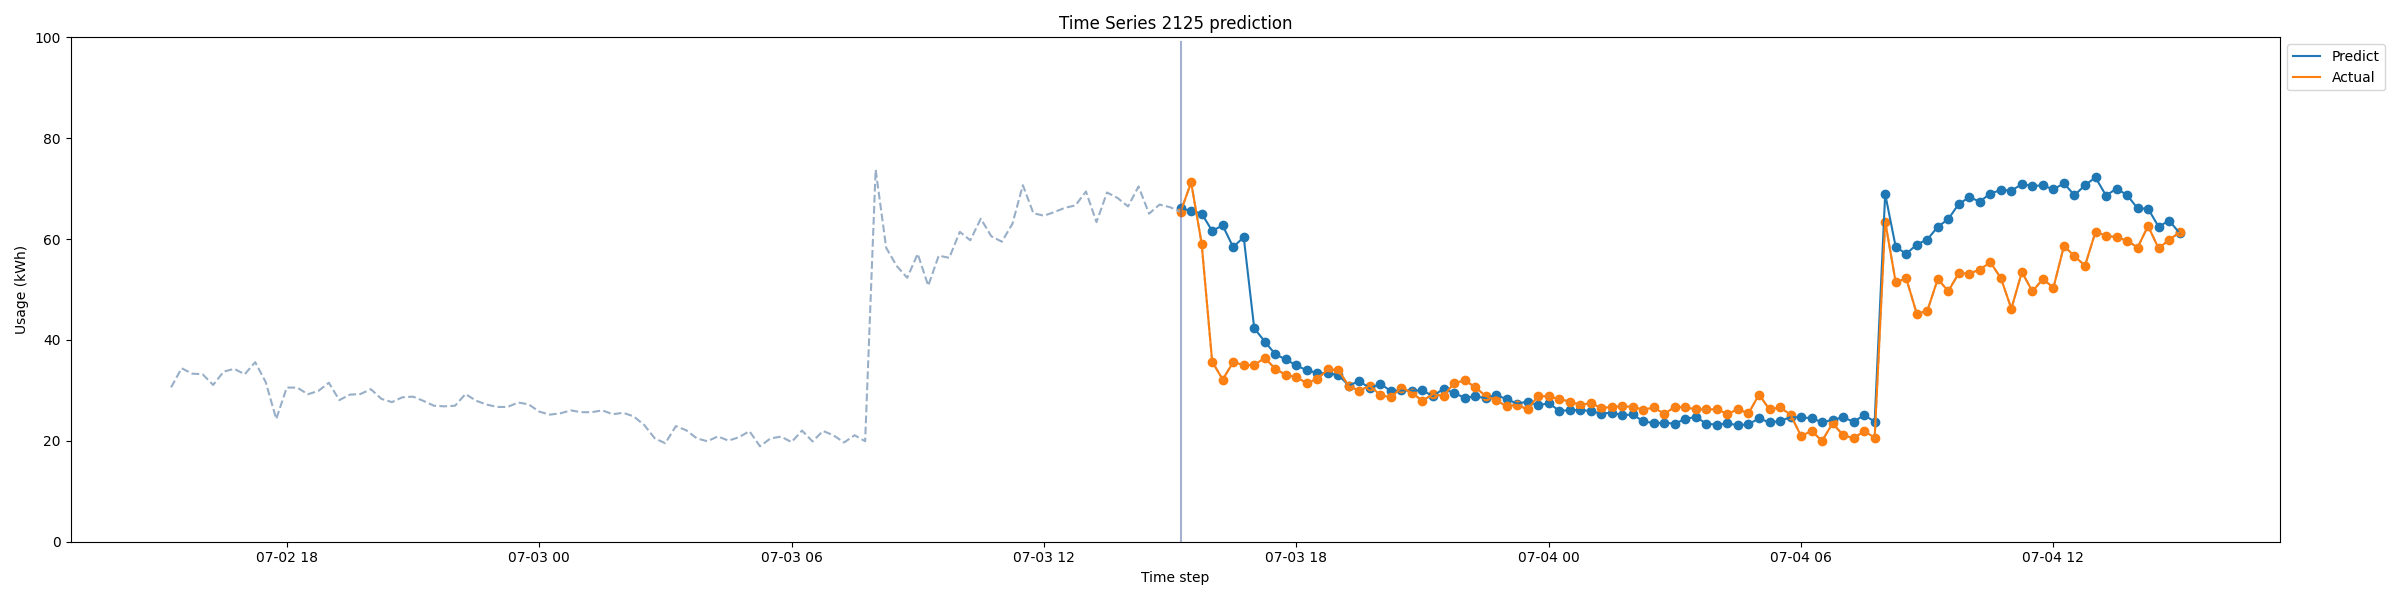 Time Series 2125 prediction
100
80
60
40
20
0
Usage (kWh)
07-02 18
07-03 00
07-03 06
07-03 12
07-03 18
07-04 00
07-04 06
07-04 12
Time step
Predict
Actual